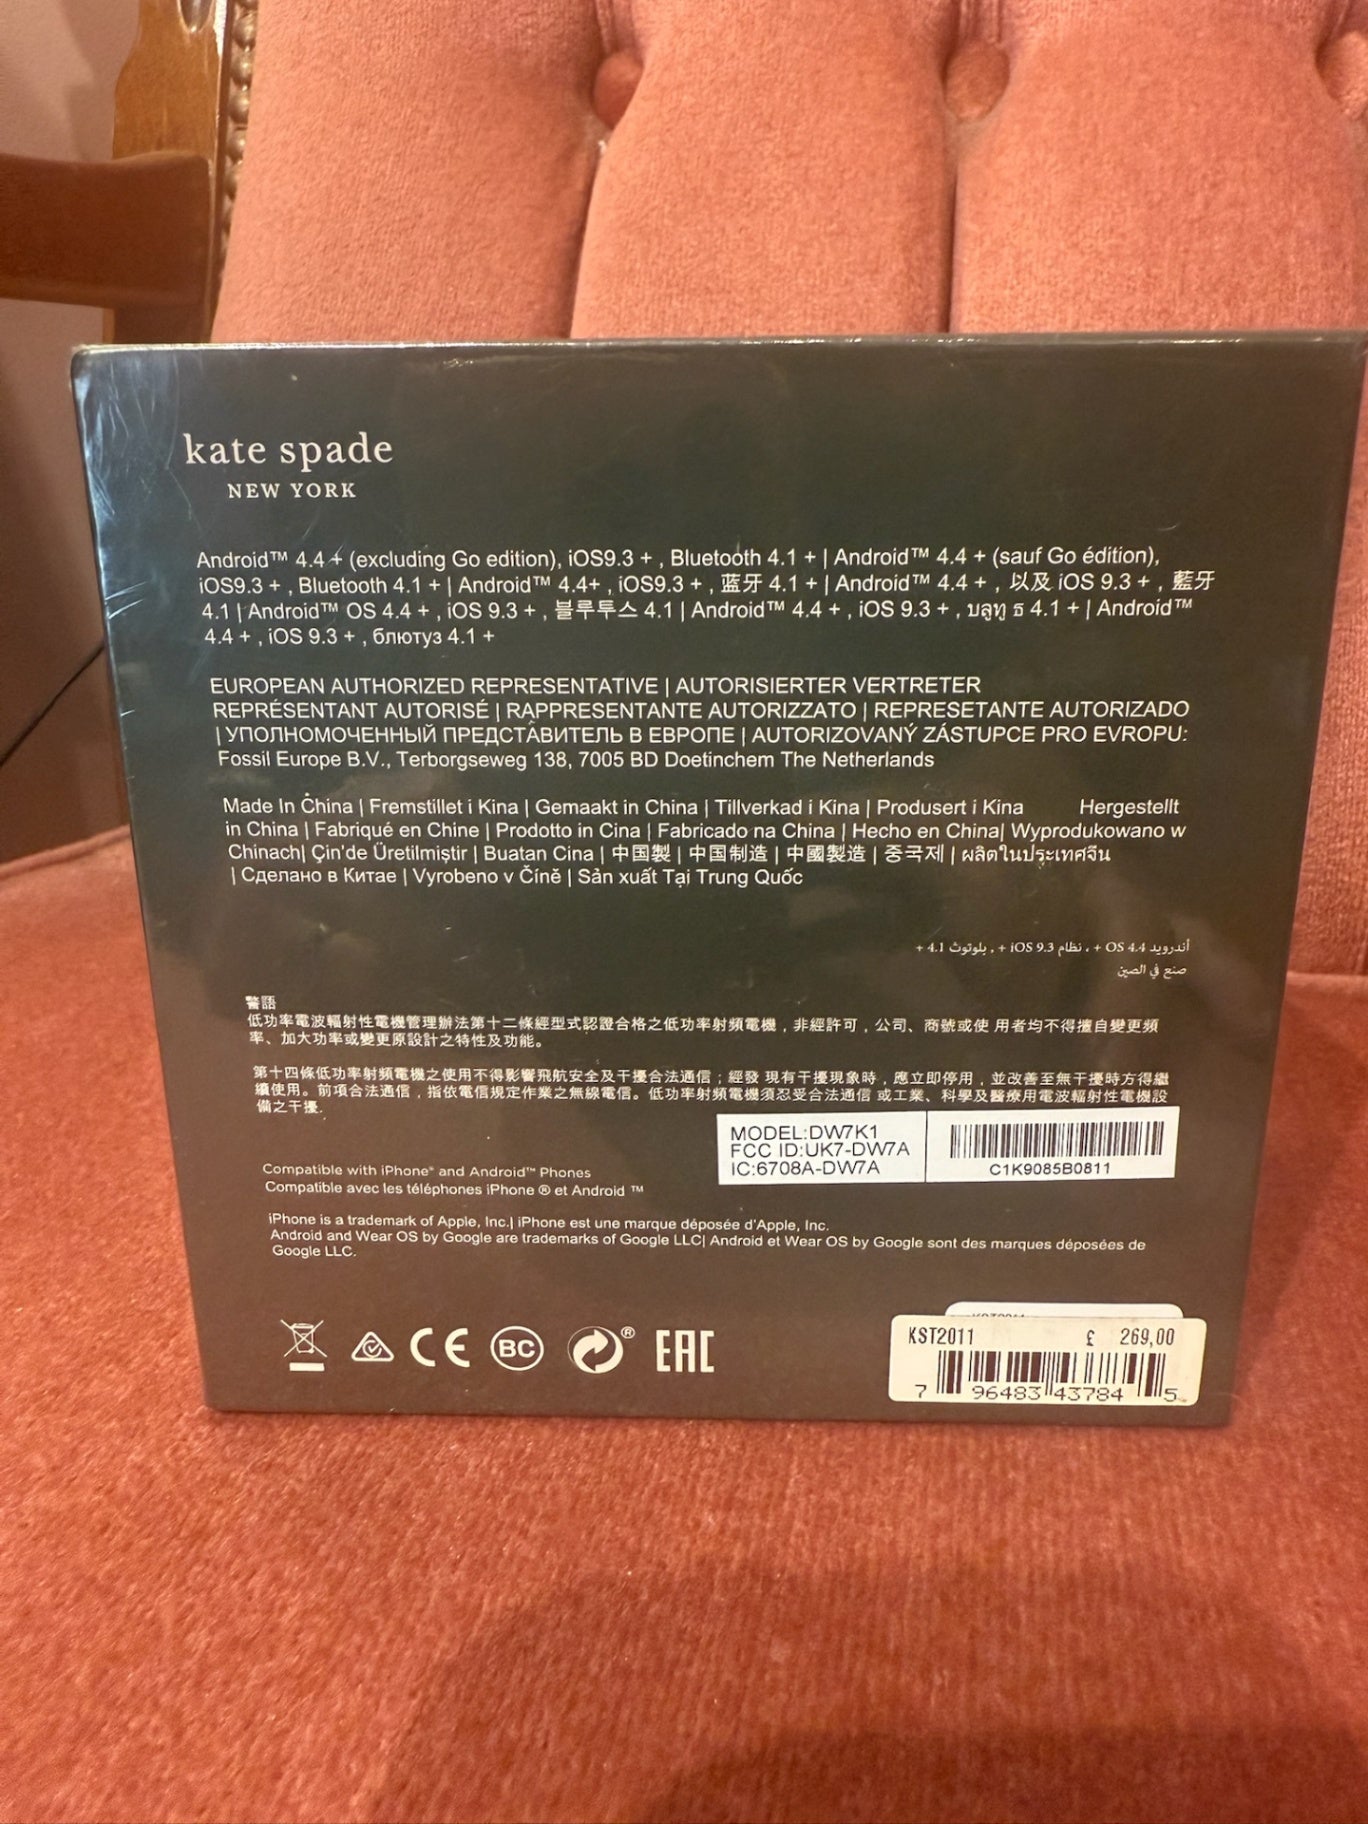 kate spade
NEW YORK
Android™ 4.4 + (excluding Go edition), iOS9.3 + , Bluetooth 4.1 + | Android™ 4.4 + (sauf Go édition),
iOS9.3 + , Bluetooth 4.1 + | Android™ 4.4+ , iOS9.3 + , 蓝牙 4.1 + | Android™ 4.4 + , 以及 iOS 9.3 + , 藍牙
4.1 | Android™ OS 4.4 + , iOS 9.3 + , 블루투스 4.1 | Android™ 4.4 + , iOS 9.3 + , บลูทู ธ 4.1 + | Android™
4.4 + , iOS 9.3 + , блютуз 4.1 +
EUROPEAN AUTHORIZED REPRESENTATIVE | AUTORISIERTER VERTRETER
REPRÉSENTANT AUTORISÉ | RAPPRESENTANTE AUTORIZZATO | REPRESETANTE AUTORIZADO
| УПОЛНОМОЧЕННЫЙ ПРЕДСТАВИТЕЛЬ В ЕВРОПЕ | AUTORIZOVANÝ ZÁSTUPCE PRO EVROPU:
Fossil Europe B.V., Terborgseweg 138, 7005 BD Doetinchem The Netherlands
Made In China | Fremstillet i Kina | Gemaakt in China | Tillverkad i Kina | Produsert i Kina Hergestellt
in China | Fabriqué en Chine | Prodotto in Cina | Fabricado na China | Hecho en China| Wyprodukowano w
Chinach| Çin'de Üretilmiştir | Buatan Cina | 中国製 | 中国制造 | 中國製造 | 중국제 | ผลิตในประเทศจีน
| Сделано в Китае | Vyrobeno v Číně | Sản xuất Tại Trung Quốc
أندرويد OS 4.4 + ، نظام iOS 9.3 + ، بلوتوث 4.1 +
صنع في الصين
警語
低功率電波輻射性電機管理辦法第十二條經型式認證合格之低功率射頻電機，非經許可，公司、商號或使 用者均不得擅自變更頻
率、加大功率或變更原設計之特性及功能。
第十四條低功率射頻電機之使用不得影響飛航安全及干擾合法通信；經發 現有干擾現象時，應立即停用，並改善至無干擾時方得繼
續使用。前項合法通信，指依電信規定作業之無線電信。低功率射頻電機須忍受合法通信 或工業、科學及醫療用電波輻射性電機設
備之干擾.
MODEL:DW7K1
FCC ID:UK7-DW7A
IC:6708A-DW7A
C1K9085B0811
Compatible with iPhone® and Android™ Phones
Compatible avec les téléphones iPhone ® et Android ™
iPhone is a trademark of Apple, Inc.| iPhone est une marque déposée d'Apple, Inc.
Android and Wear OS by Google are trademarks of Google LLC| Android et Wear OS by Google sont des marques déposées de
Google LLC.
CE BC ® EAC
KST2011 £ 269,00
7 96483 43784 5